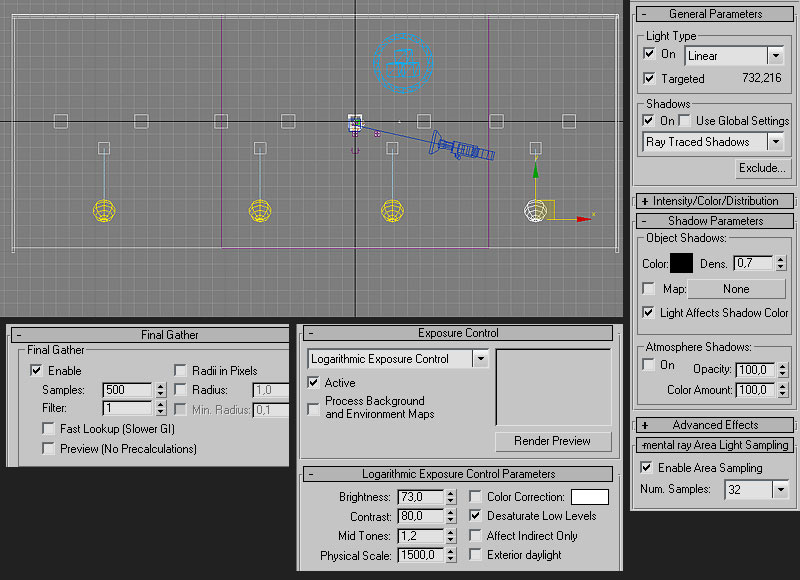 General Parameters
Light Type
On Linear
Targeted 732,216
Shadows
On Use Global Settings
Ray Traced Shadows
Exclude...
Intensity/Color/Distribution
Shadow Parameters
Object Shadows:
Color: Dens. 0,7
Map: None
Light Affects Shadow Color
Atmosphere Shadows:
On Opacity: 100,0
Color Amount: 100,0
Advanced Effects
mental ray Area Light Sampling
Enable Area Sampling
Num. Samples: 32
Final Gather
Final Gather
Enable Radii in Pixels
Samples: 500 Radius: 1,0
Filter: 1 Min. Radius: 0,1
Fast Lookup (Slower GI)
Preview (No Precalculations)
Exposure Control
Logarithmic Exposure Control
Active
Process Background
and Environment Maps
Render Preview
Logarithmic Exposure Control Parameters
Brightness: 73,0 Color Correction:
Contrast: 80,0 Desaturate Low Levels
Mid Tones: 1,2 Affect Indirect Only
Physical Scale: 1500,0 Exterior daylight
y
x